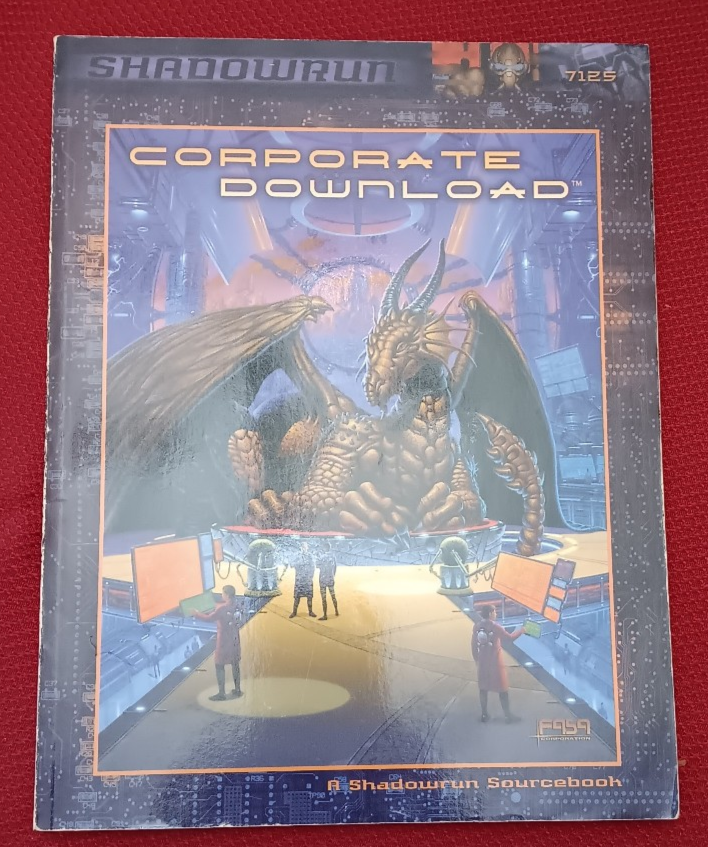 SHADOWRUN
7125
CORPORATE
DOWNLOAD™
FASA
CORPORATION
A Shadowrun Sourcebook